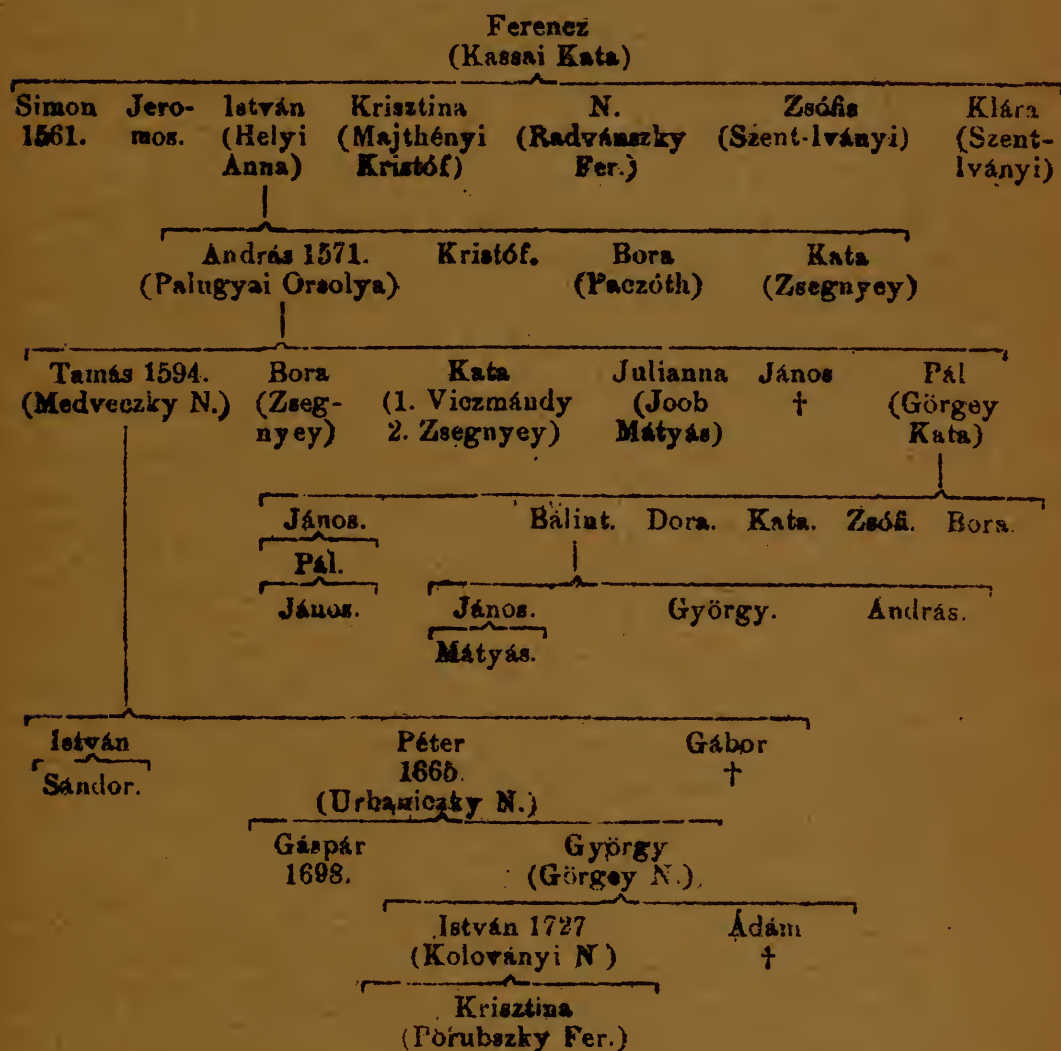 Ferencz
(Kassai Kata)
Simon Jero- István Krisztina N. Zsófia Klára
1561. mos. (Helyi (Majthényi (Radvánszky (Szent-Iványi) (Szent-
Anna) Kristóf) Fer.) Iványi)
András 1571. Kristóf. Bora Kata
(Palugyai Orsolya) (Paczóth) (Zsegnyey)
Tamás 1594. Bora Kata Julianna János Pál
(Medveczky N.) (Zseg- (1. Viczmándy (Joob † (Görgey
nyey) 2. Zsegnyey) Mátyás) Kata)
János. Bálint. Dora. Kata. Zsófi. Bora.
Pál.
János. János. György. András.
Mátyás.
István Péter Gábor
Sándor. 1665. †
(Urbaniczky N.)
Gáspár György
1698. (Görgey N.)
István 1727 Ádám
(Koloványi N ) †
Krisztina
(Porubszky Fer.)